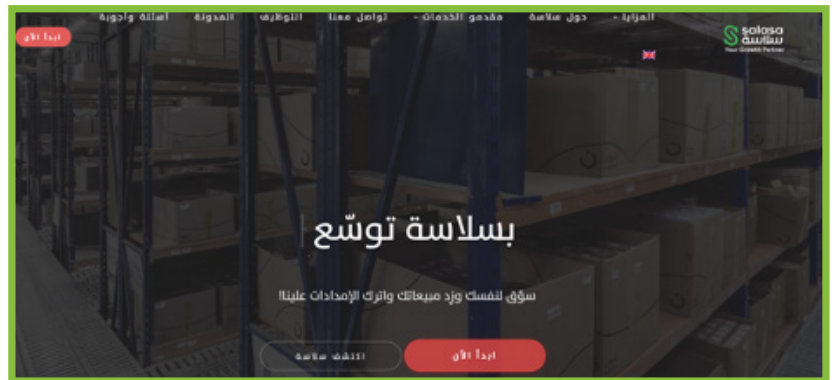 المزايا - حول سلاسة مقدمو الخدمات - تواصل معنا التوظيف المدونة أسئلة وأجوبة
ابدأ الآن
salasa
سلاسة
Your Growth Partner
بسلاسة توسّع
سوّق لنفسك وزد مبيعاتك واترك الإمدادات علينا!
ابدأ الآن
اكتشف سلاسة